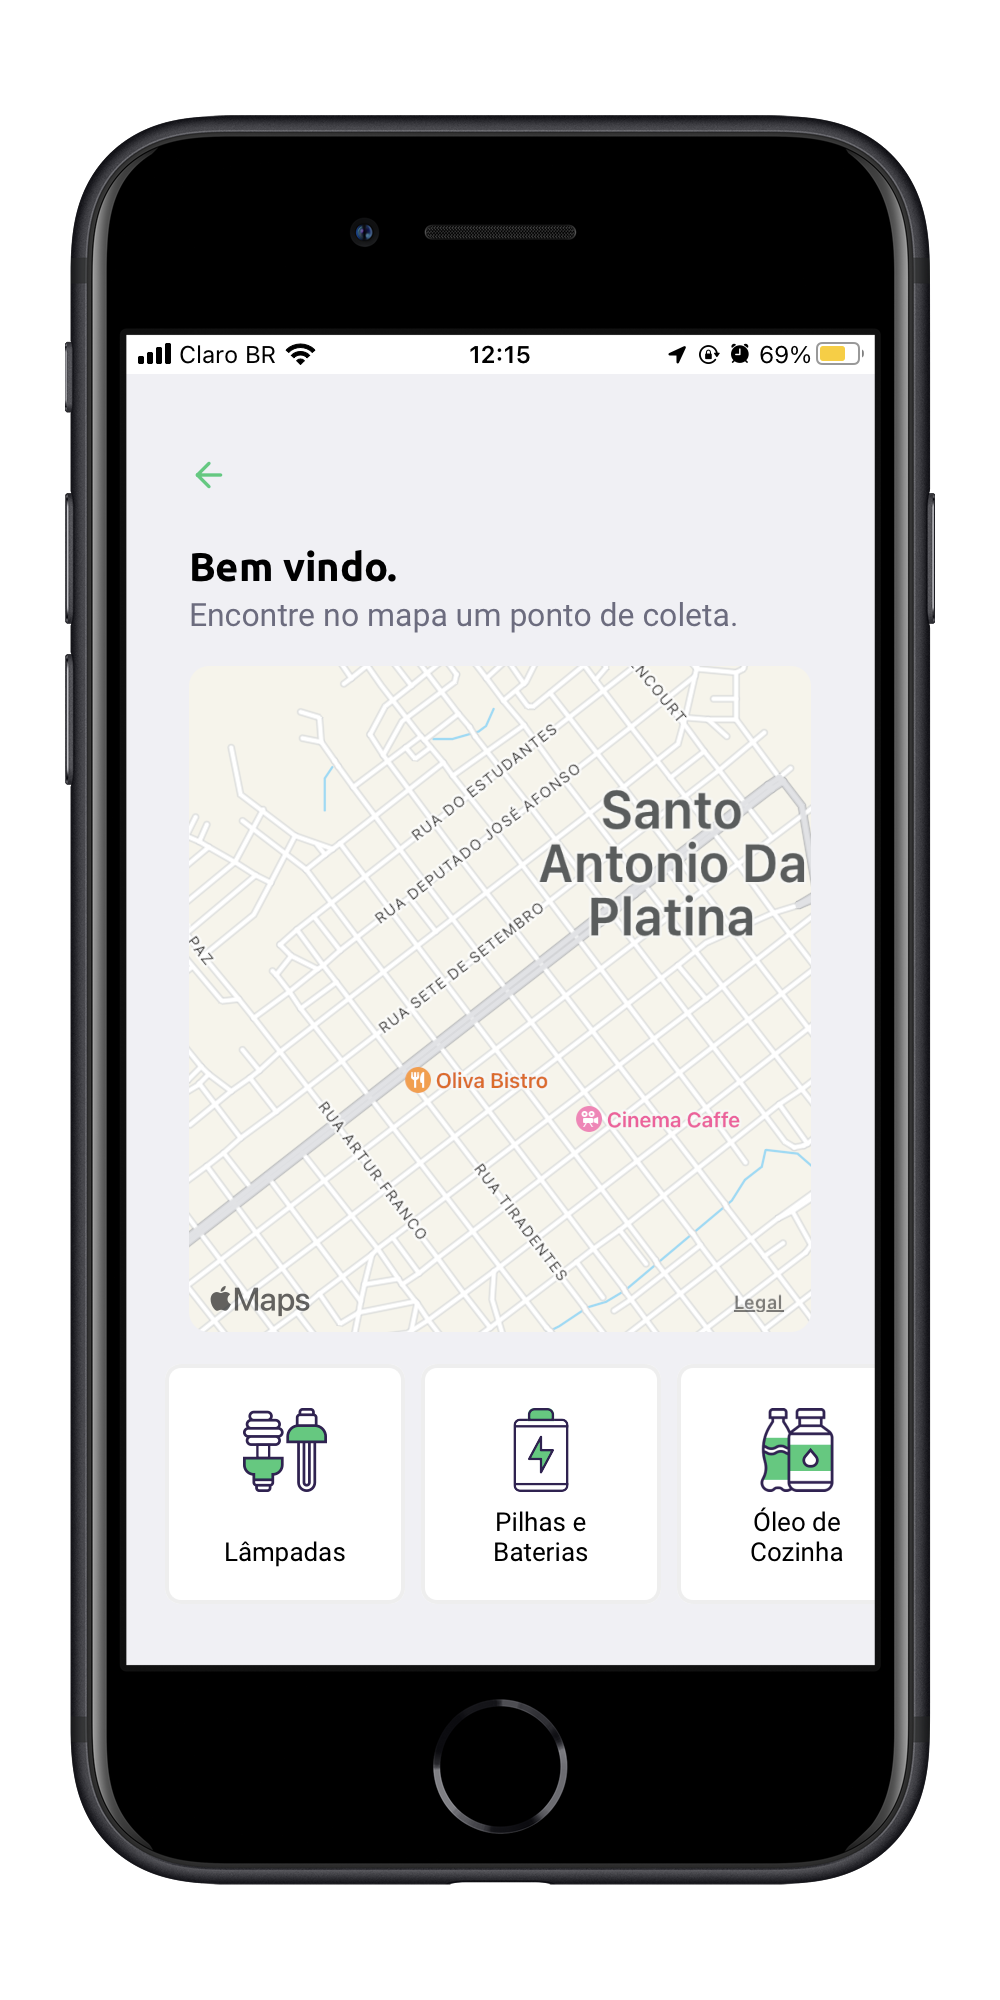 Claro BR
12:15
69%
Bem vindo.
Encontre no mapa um ponto de coleta.
NCOURT
RUA DO ESTUDANTES
RUA DEPUTADO JOSÉ AFONSO
Santo
Antonio Da
Platina
RUA SETE DE SETEMBRO
PAZ
Oliva Bistro
Cinema Caffe
RUA ARTUR FRANCO
RUA TIRADENTES
Maps
Legal
Lâmpadas
Pilhas e
Baterias
Óleo de
Cozinha